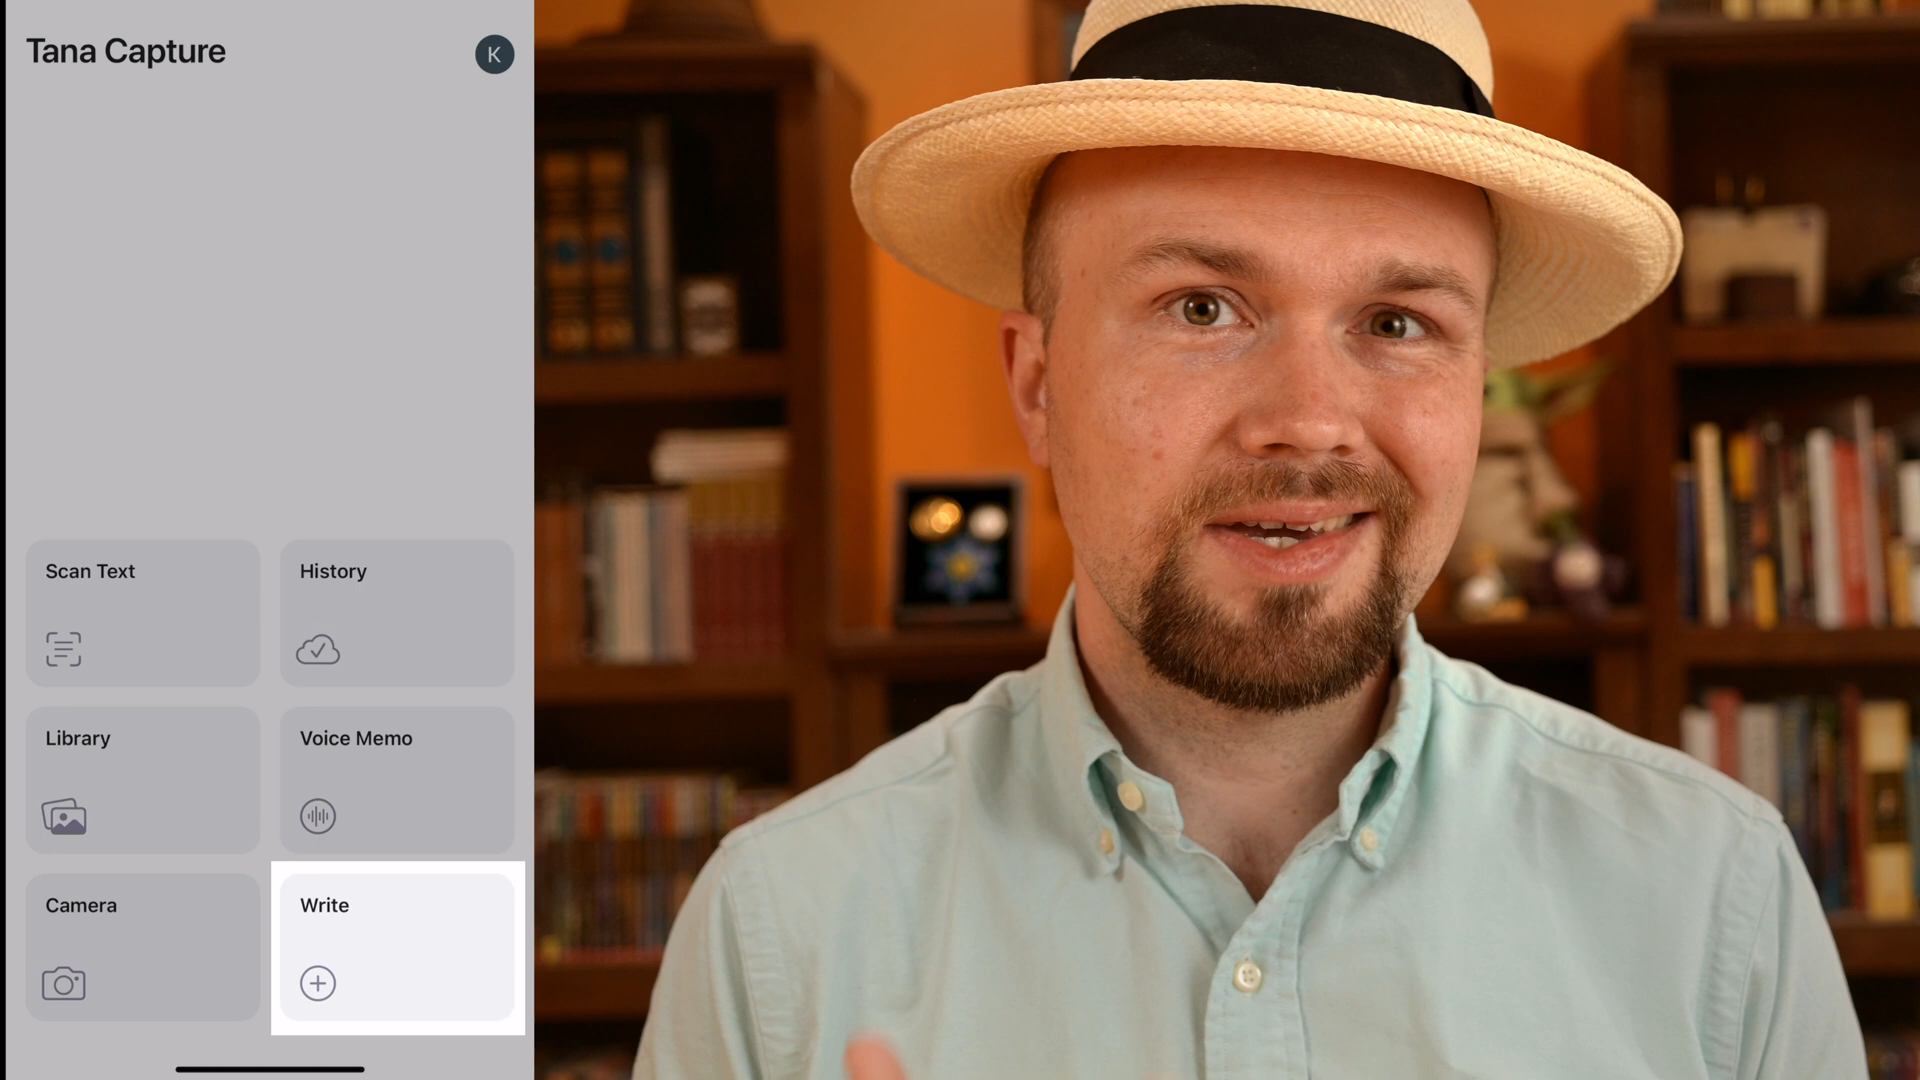 Tana Capture
K
Scan Text
History
Library
Voice Memo
Camera
Write